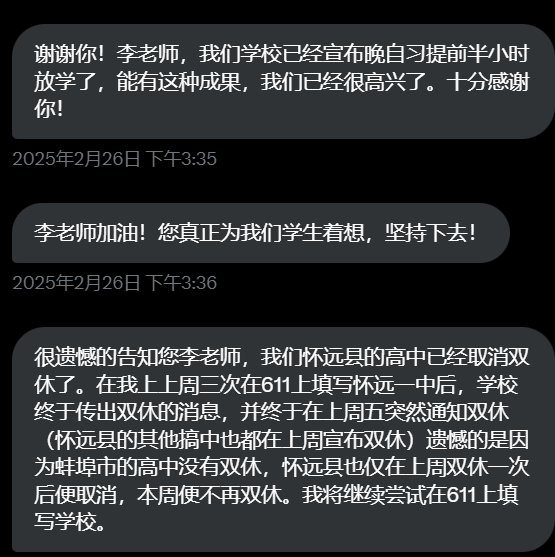 谢谢你！李老师，我们学校已经宣布晚自习提前半小时
放学了，能有这种成果，我们已经很高兴了。十分感谢
你！
2025年2月26日 下午3:35
李老师加油！您真正为我们学生着想，坚持下去！
2025年2月26日 下午3:36
很遗憾的告知您李老师，我们怀远县的高中已经取消双
休了。在我上上周三次在611上填写怀远一中后，学校
终于传出双休的消息，并终于在上周五突然通知双休
（怀远县的其他搞中也都在上周宣布双休）遗憾的是因
为蚌埠市的高中没有双休，怀远县也仅在上周双休一次
后便取消，本周便不再双休。我将继续尝试在611上填
写学校。